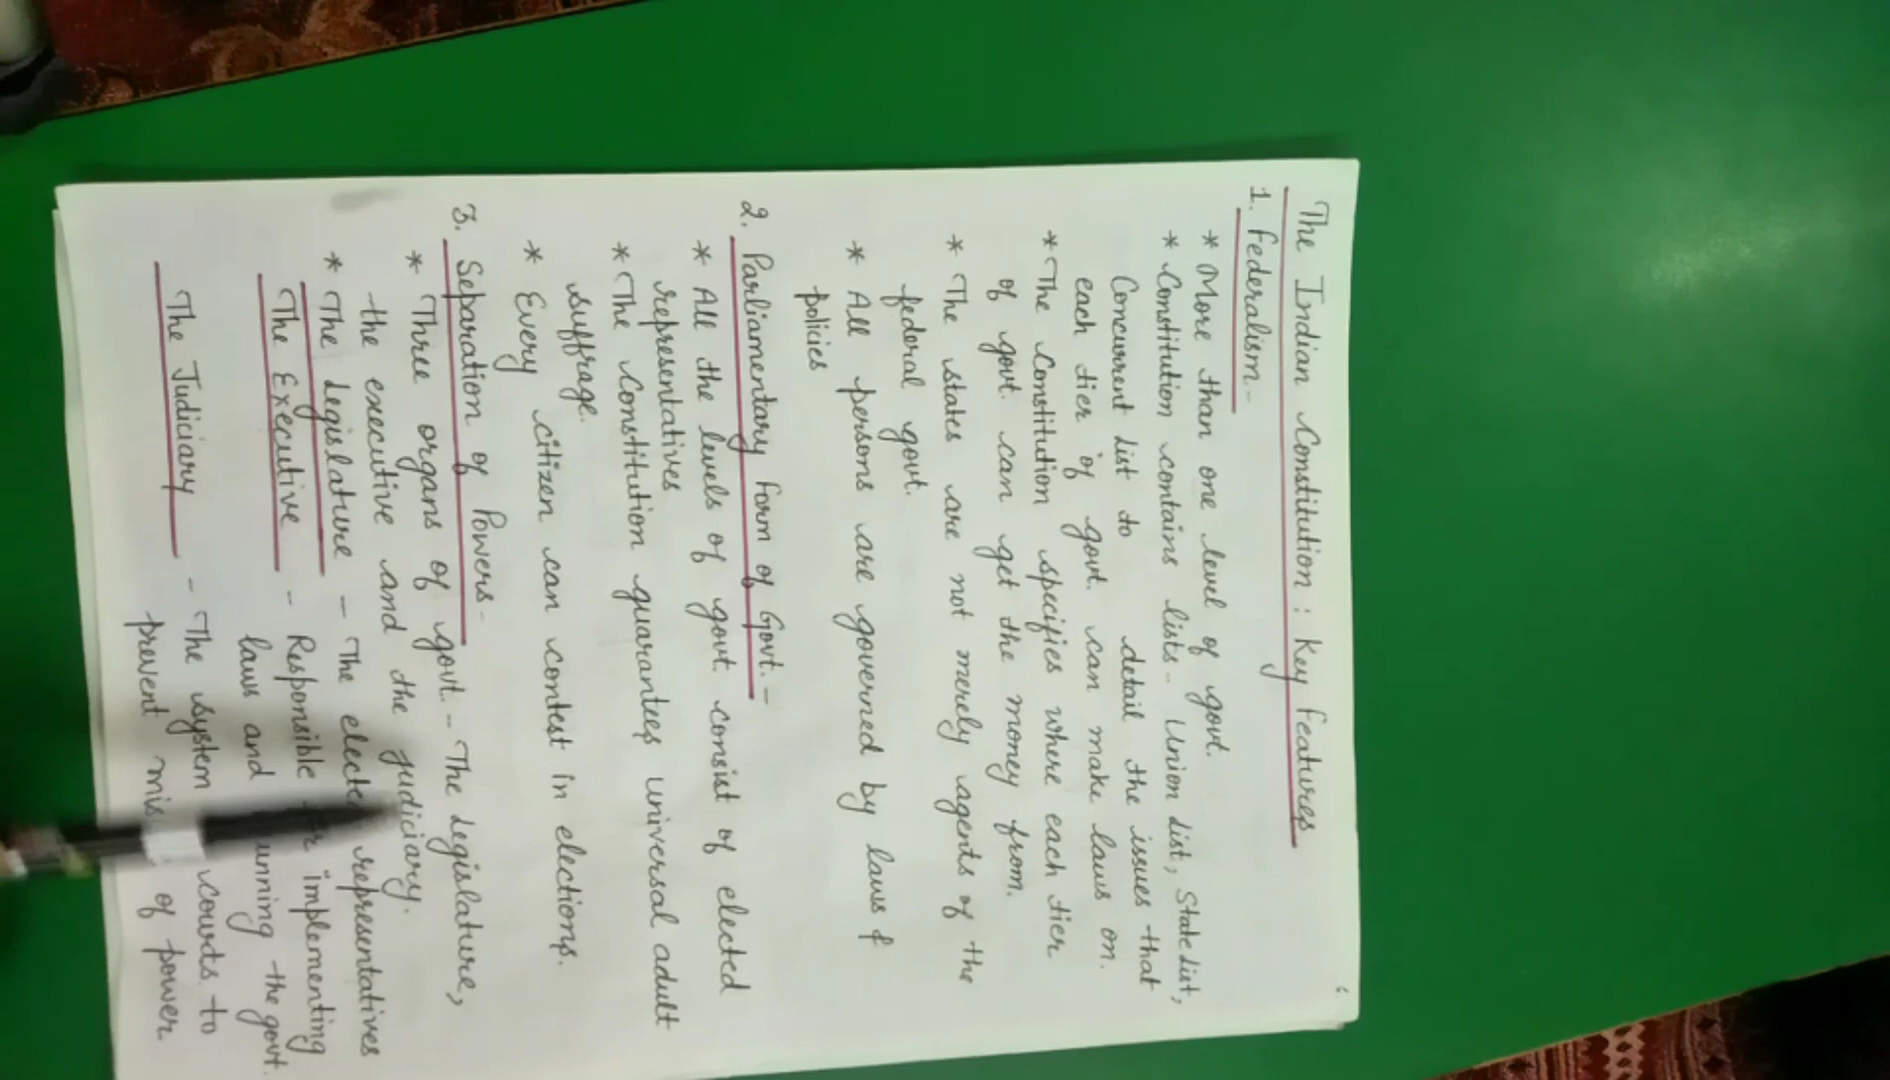 The Indian Constitution : Key Features
1. Federalism -
* More than one level of govt.
* Constitution contains lists - Union List, State List,
Concurrent List to detail the issues that
each tier of govt. can make laws on.
* The Constitution specifies where each tier
of govt. can get the money from.
* The states are not merely agents of the
federal govt.
* All persons are governed by laws &
policies
2. Parliamentary Form of Govt. -
* All the levels of govt. consist of elected
representatives
* The Constitution guarantees universal adult
suffrage.
* Every citizen can contest in elections.
3. Separation of Powers -
* Three organs of govt. - The Legislature,
the executive and the judiciary.
* The Legislature - The representatives
The Executive - Responsible implementing
laws and the govt.
The Judiciary - The system courts to
prevent of power